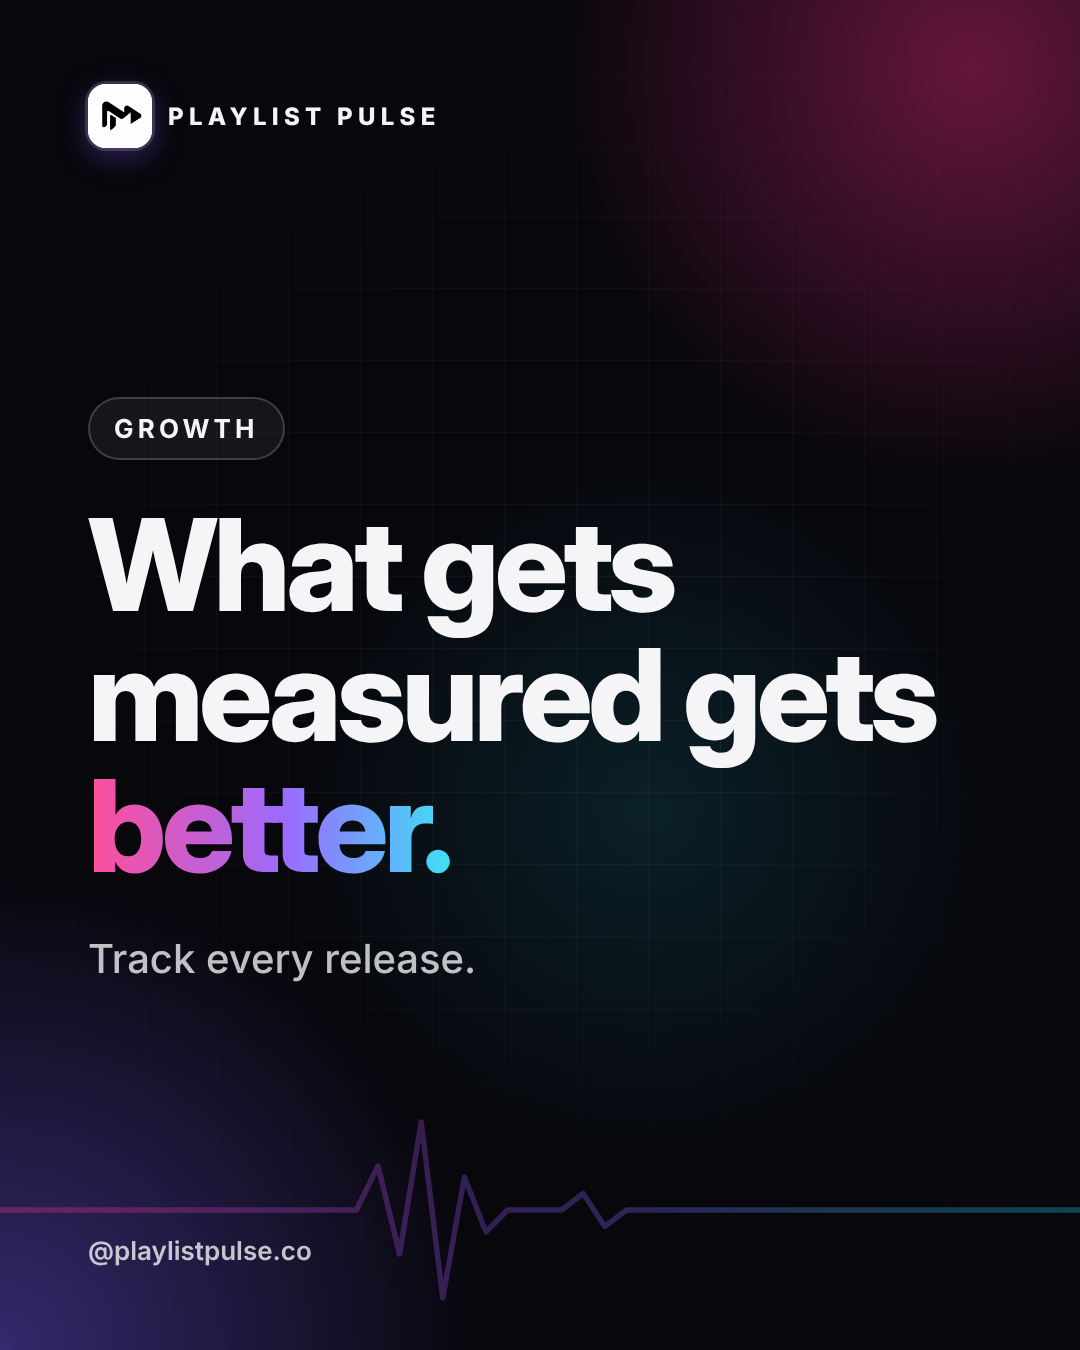 PLAYLIST PULSE
GROWTH
What gets
measured gets
better.
Track every release.
@playlistpulse.co